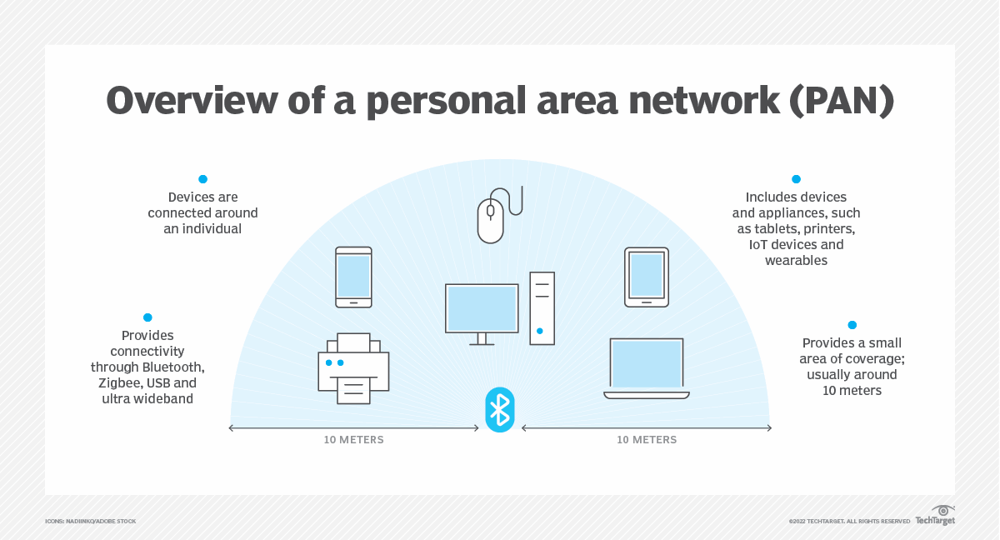 Overview of a personal area network (PAN)
Devices are
connected around
an individual
Includes devices
and appliances, such
as tablets, printers,
IoT devices and
wearables
Provides
connectivity
through Bluetooth,
Zigbee, USB and
ultra wideband
Provides a small
area of coverage;
usually around
10 meters
10 METERS
10 METERS
ICONS: NADIINKO/ADOBE STOCK
©2022 TECHTARGET. ALL RIGHTS RESERVED
TechTarget